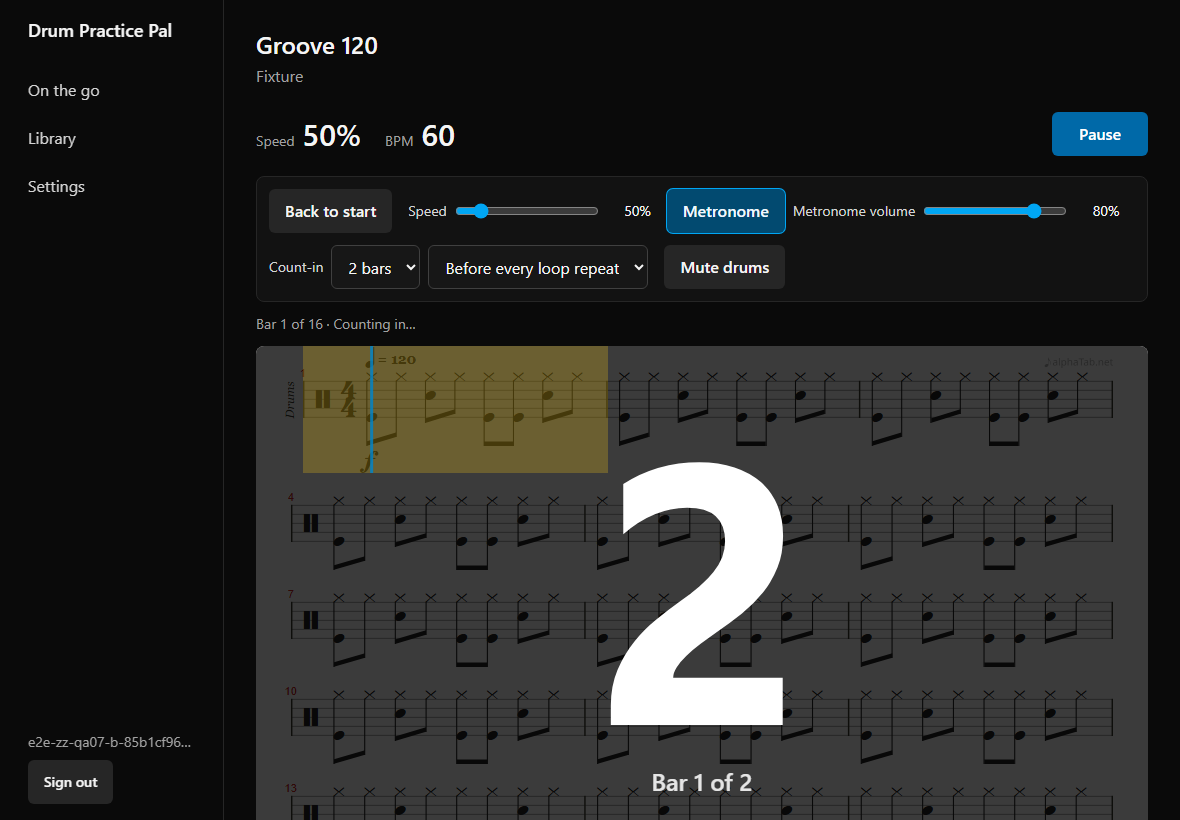 Drum Practice Pal
On the go
Library
Settings
e2e-zz-qa07-b-85b1cf96...
Sign out
Groove 120
Fixture
Speed 50% BPM 60
Pause
Back to start Speed 50% Metronome Metronome volume 80%
Count-in 2 bars Before every loop repeat Mute drums
Bar 1 of 16 · Counting in...
= 120
alphaTab.net
1
Drums
4
4
f
4
7
10
13
2
Bar 1 of 2